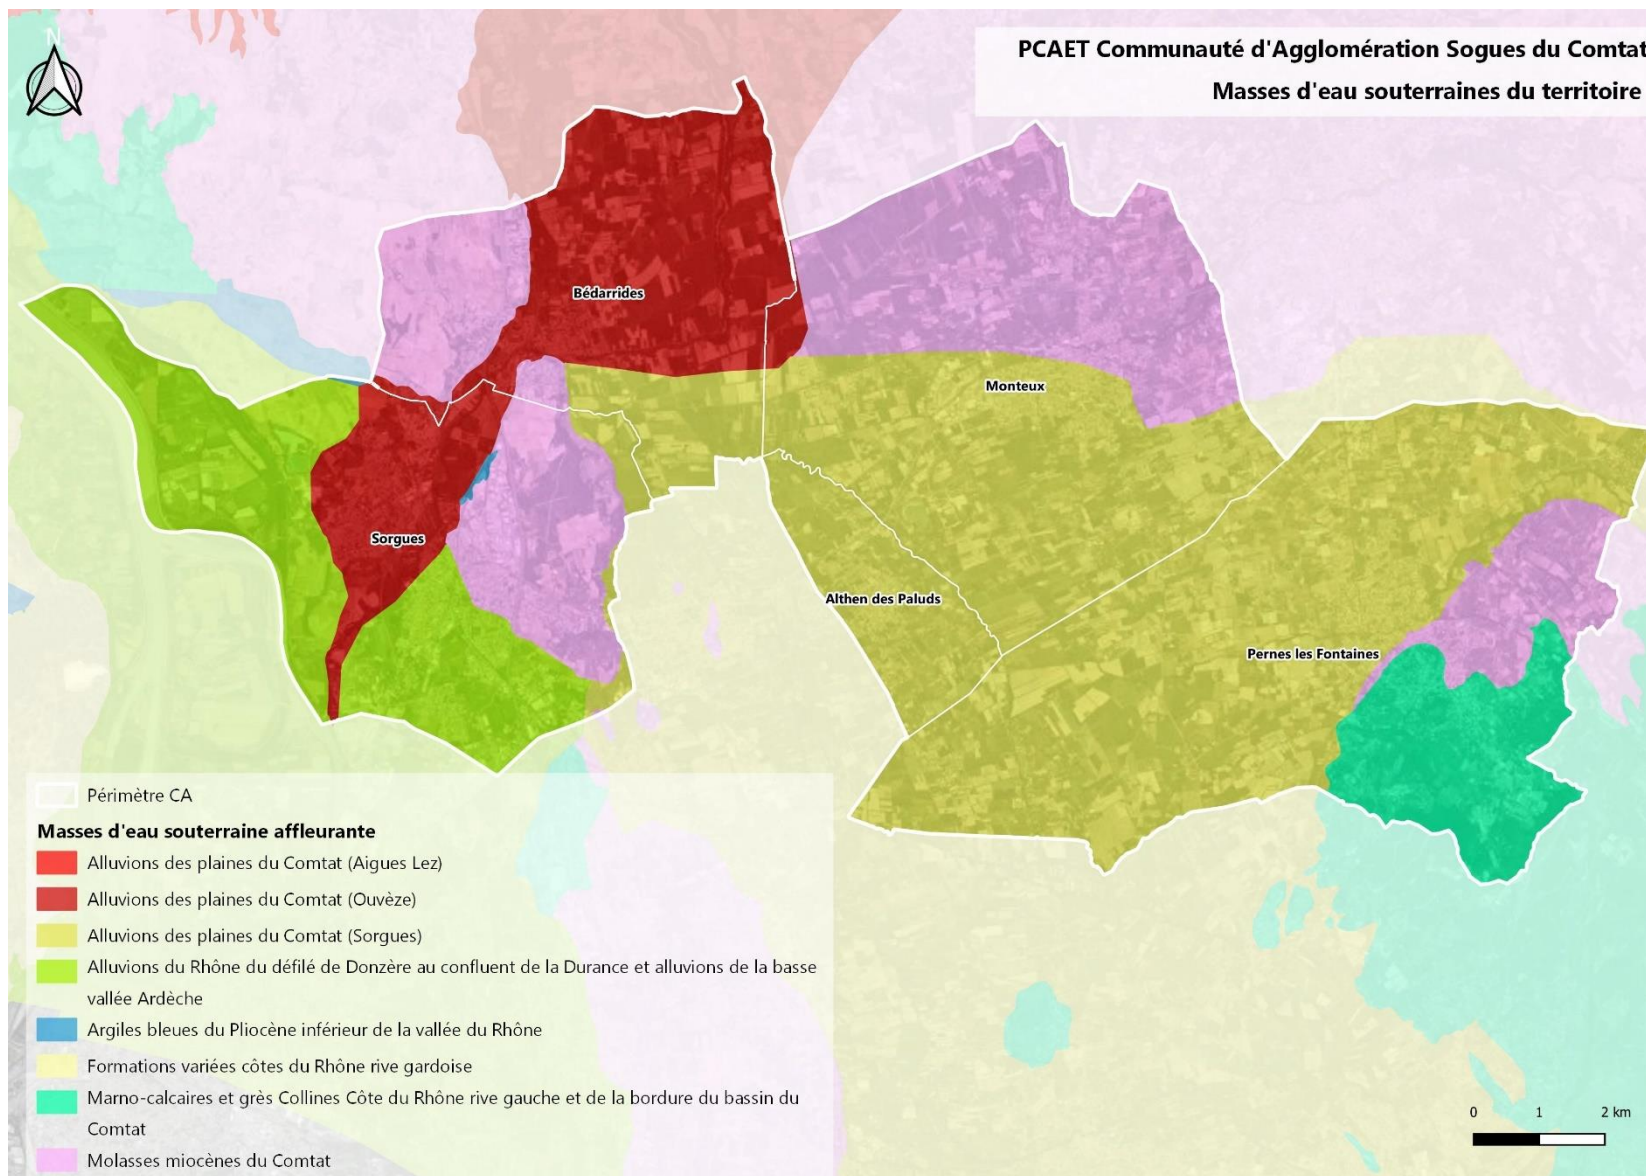 N
PCAET Communauté d'Agglomération Sogues du Comtat
Masses d'eau souterraines du territoire
Bédarrides
Monteux
Sorgues
Althen des Paluds
Pernes les Fontaines
Périmètre CA
Masses d'eau souterraine affleurante
Alluvions des plaines du Comtat (Aigues Lez)
Alluvions des plaines du Comtat (Ouvèze)
Alluvions des plaines du Comtat (Sorgues)
Alluvions du Rhône du défilé de Donzère au confluent de la Durance et alluvions de la basse
vallée Ardèche
Argiles bleues du Pliocène inférieur de la vallée du Rhône
Formations variées côtes du Rhône rive gardoise
Marno-calcaires et grès Collines Côte du Rhône rive gauche et de la bordure du bassin du
Comtat
Molasses miocènes du Comtat
0 1 2 km